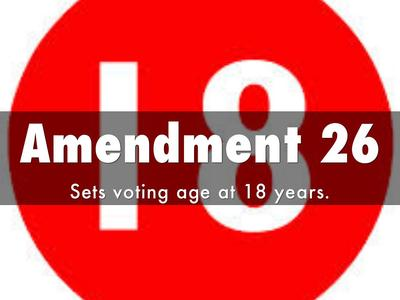 18
Amendment 26
Sets voting age at 18 years.